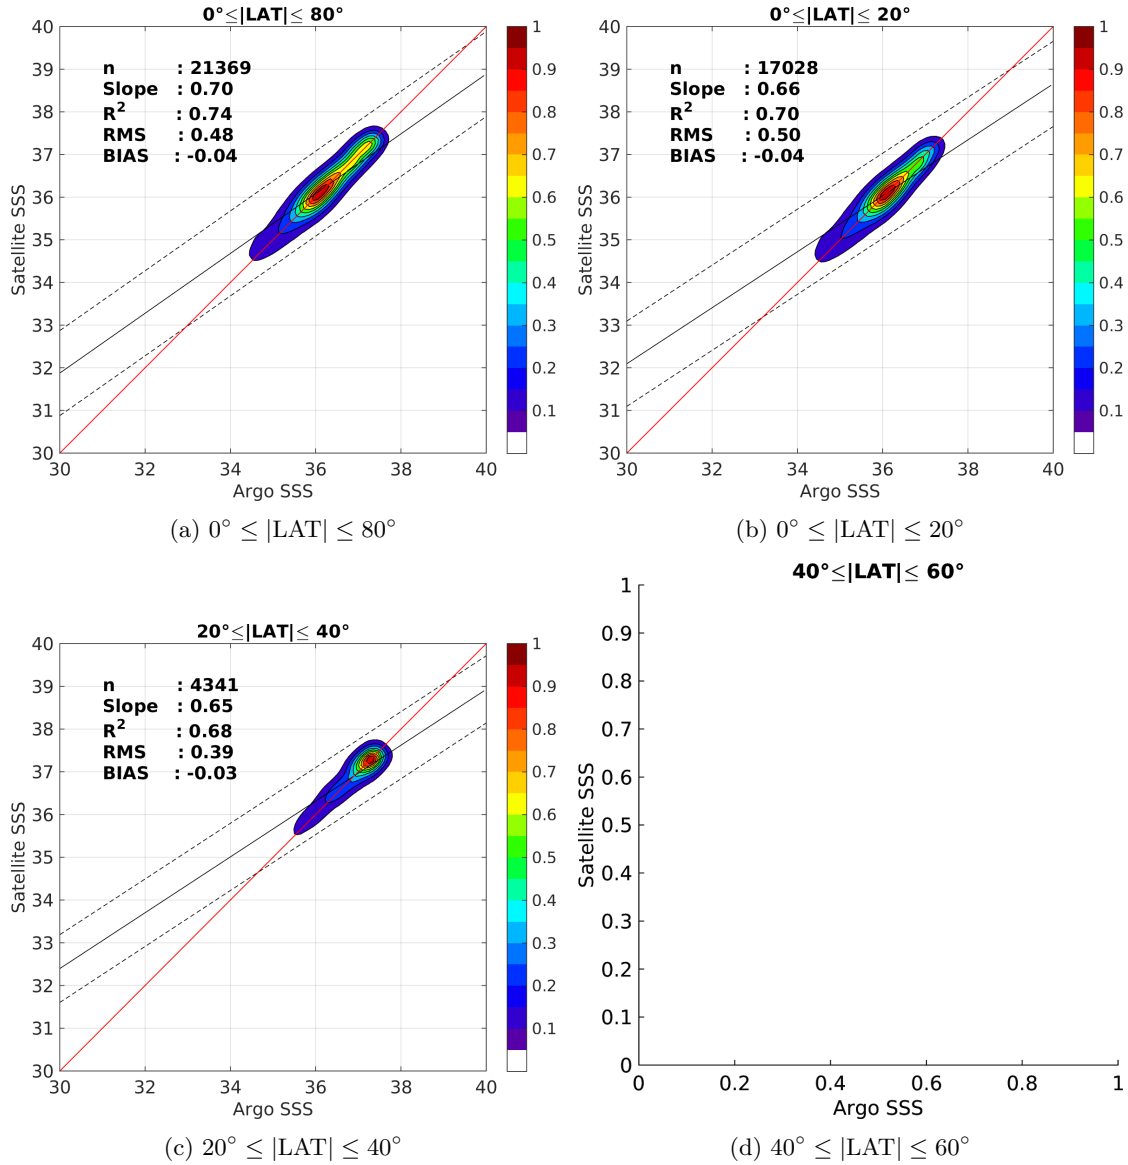 0°≤|LAT|≤ 80°
n : 21369
Slope : 0.70
R² : 0.74
RMS : 0.48
BIAS : -0.04
40
39
38
37
36
35
34
33
32
31
30
Satellite SSS
30 32 34 36 38 40
Argo SSS
1
0.9
0.8
0.7
0.6
0.5
0.4
0.3
0.2
0.1
(a) 0° ≤ |LAT| ≤ 80°
0°≤|LAT|≤ 20°
n : 17028
Slope : 0.66
R² : 0.70
RMS : 0.50
BIAS : -0.04
40
39
38
37
36
35
34
33
32
31
30
Satellite SSS
30 32 34 36 38 40
Argo SSS
1
0.9
0.8
0.7
0.6
0.5
0.4
0.3
0.2
0.1
(b) 0° ≤ |LAT| ≤ 20°
20°≤|LAT|≤ 40°
n : 4341
Slope : 0.65
R² : 0.68
RMS : 0.39
BIAS : -0.03
40
39
38
37
36
35
34
33
32
31
30
Satellite SSS
30 32 34 36 38 40
Argo SSS
1
0.9
0.8
0.7
0.6
0.5
0.4
0.3
0.2
0.1
(c) 20° ≤ |LAT| ≤ 40°
40°≤|LAT|≤ 60°
1
0.9
0.8
0.7
0.6
0.5
0.4
0.3
0.2
0.1
0
Satellite SSS
0 0.2 0.4 0.6 0.8 1
Argo SSS
(d) 40° ≤ |LAT| ≤ 60°